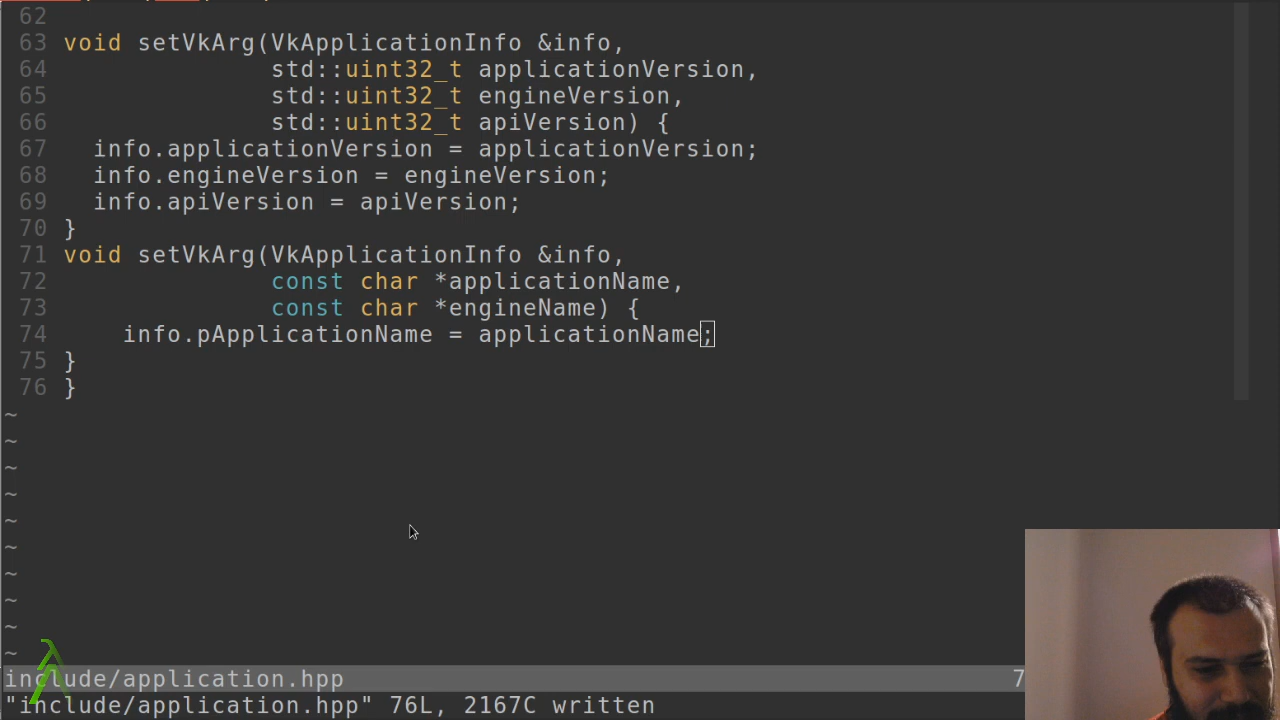 62
63 void setVkArg(VkApplicationInfo &info,
64 std::uint32_t applicationVersion,
65 std::uint32_t engineVersion,
66 std::uint32_t apiVersion) {
67 info.applicationVersion = applicationVersion;
68 info.engineVersion = engineVersion;
69 info.apiVersion = apiVersion;
70 }
71 void setVkArg(VkApplicationInfo &info,
72 const char *applicationName,
73 const char *engineName) {
74 info.pApplicationName = applicationName;
75 }
76 }
~
~
~
~
~
~
~
~
~
~
include/application.hpp 7
"include/application.hpp" 76L, 2167C written
λ